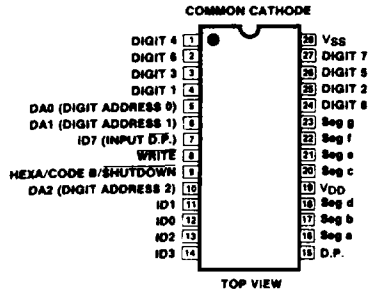 COMMON CATHODE
DIGIT 4 1 28 VSS
DIGIT 6 2 27 DIGIT 7
DIGIT 3 3 26 DIGIT 5
DIGIT 1 4 25 DIGIT 2
DA0 (DIGIT ADDRESS 0) 5 24 DIGIT 8
DA1 (DIGIT ADDRESS 1) 6 23 Seg g
ID7 (INPUT D.P.) 7 22 Seg f
WRITE 8 21 Seg e
HEXA/CODE B/SHUTDOWN 9 20 Seg c
DA2 (DIGIT ADDRESS 2) 10 19 VDD
ID1 11 18 Seg d
ID0 12 17 Seg b
ID2 13 16 Seg a
ID3 14 15 D.P.
TOP VIEW